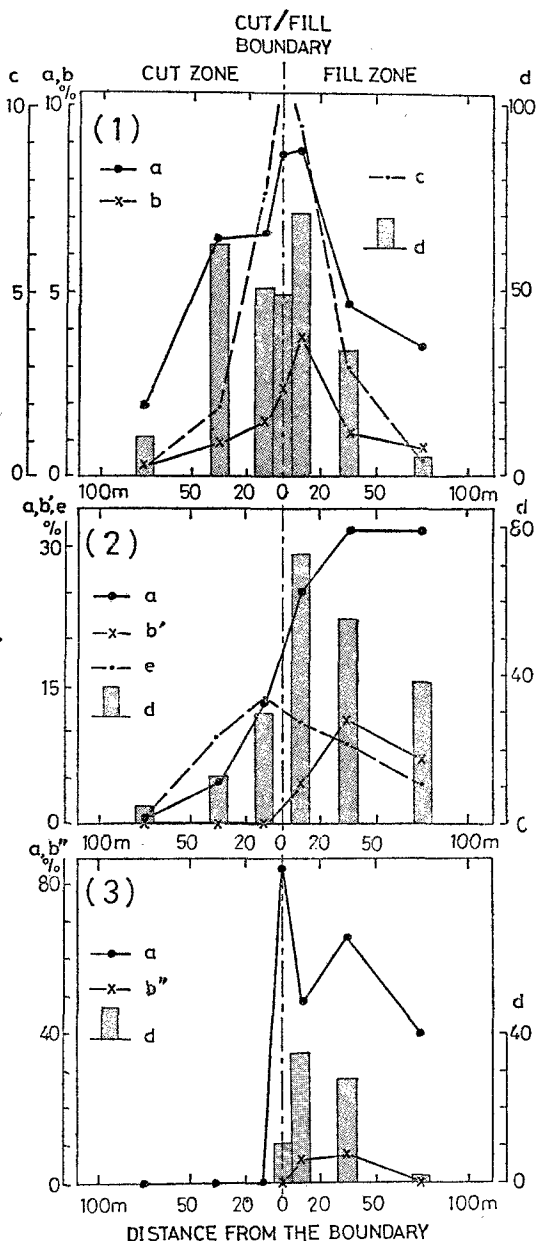 CUT/FILL
BOUNDARY
CUT ZONE FILL ZONE
c a,b d
%
10 10 100
(1)
a
b
c
d
5 5 50
0 0 0
100m 50 20 0 20 50 100m
a,b',e d
%
(2)
30 80
a
b'
e
d
15 40
0
100m 50 20 0 20 50 100m
a,b"
%
(3)
80
a
b"
d
d
40 40
0 0
100m 50 20 0 20 50 100m
DISTANCE FROM THE BOUNDARY